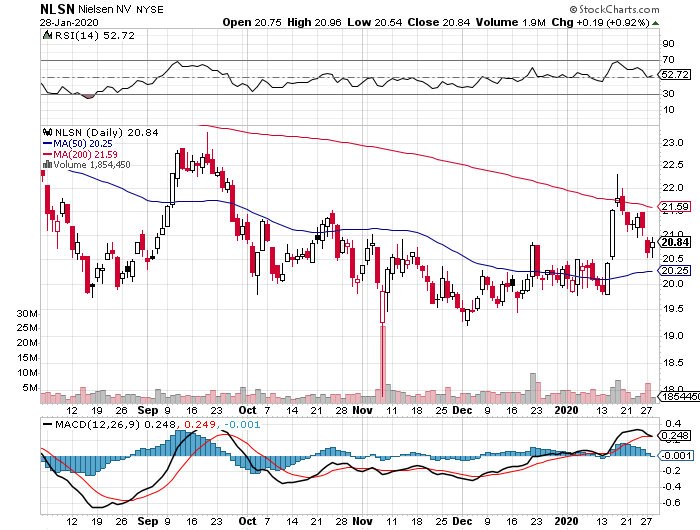 NLSN Nielsen NV NYSE © StockCharts.com
28-Jan-2020 Open 20.75 High 20.96 Low 20.54 Close 20.84 Volume 1.9M Chg +0.19 (+0.92%)
RSI(14) 52.72
90
70
52.72
30
10
NLSN (Daily) 20.84
MA(50) 20.25
MA(200) 21.59
Volume 1,854,450
23.0
22.5
22.0
21.59
21.5
21.0
20.84
20.5
20.25
20.0
19.5
19.0
18.5
18.0
30M
25M
20M
15M
10M
5M
1854450
12 19 26 Sep 9 16 23 Oct 7 14 21 28 Nov 11 18 25 Dec 9 16 23 2020 13 21 27
MACD(12,26,9) 0.248, 0.249, -0.001
0.4
0.248
-0.001
-0.2
-0.4
-0.6
12 19 26 Sep 9 16 23 Oct 7 14 21 28 Nov 11 18 25 Dec 9 16 23 2020 13 21 27